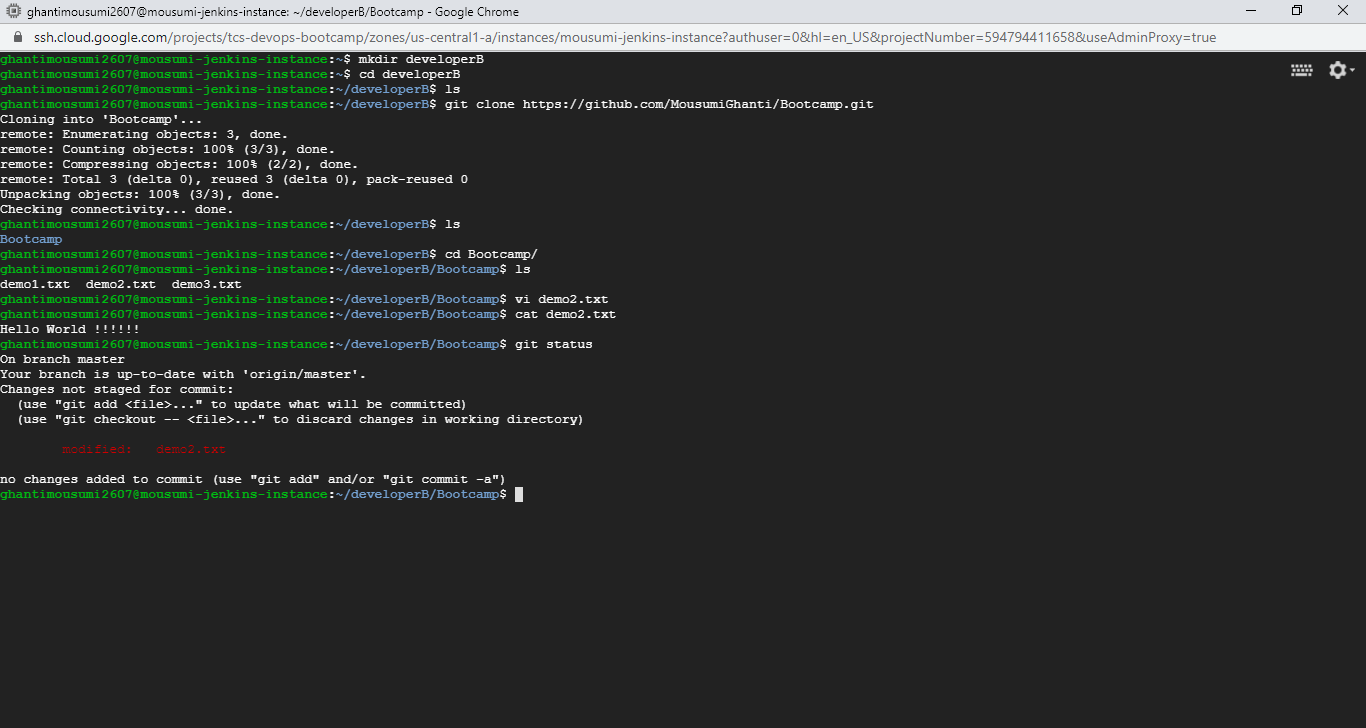 ghantimousumi2607@mousumi-jenkins-instance: ~/developerB/Bootcamp - Google Chrome
ssh.cloud.google.com/projects/tcs-devops-bootcamp/zones/us-central1-a/instances/mousumi-jenkins-instance?authuser=0&hl=en_US&projectNumber=594794411658&useAdminProxy=true
ghantimousumi2607@mousumi-jenkins-instance:~$ mkdir developerB
ghantimousumi2607@mousumi-jenkins-instance:~$ cd developerB
ghantimousumi2607@mousumi-jenkins-instance:~/developerB$ ls
ghantimousumi2607@mousumi-jenkins-instance:~/developerB$ git clone https://github.com/MousumiGhanti/Bootcamp.git
Cloning into 'Bootcamp'...
remote: Enumerating objects: 3, done.
remote: Counting objects: 100% (3/3), done.
remote: Compressing objects: 100% (2/2), done.
remote: Total 3 (delta 0), reused 3 (delta 0), pack-reused 0
Unpacking objects: 100% (3/3), done.
Checking connectivity... done.
ghantimousumi2607@mousumi-jenkins-instance:~/developerB$ ls
Bootcamp
ghantimousumi2607@mousumi-jenkins-instance:~/developerB$ cd Bootcamp/
ghantimousumi2607@mousumi-jenkins-instance:~/developerB/Bootcamp$ ls
demo1.txt  demo2.txt  demo3.txt
ghantimousumi2607@mousumi-jenkins-instance:~/developerB/Bootcamp$ vi demo2.txt
ghantimousumi2607@mousumi-jenkins-instance:~/developerB/Bootcamp$ cat demo2.txt
Hello World !!!!!!
ghantimousumi2607@mousumi-jenkins-instance:~/developerB/Bootcamp$ git status
On branch master
Your branch is up-to-date with 'origin/master'.
Changes not staged for commit:
  (use "git add <file>..." to update what will be committed)
  (use "git checkout -- <file>..." to discard changes in working directory)
        modified:   demo2.txt
no changes added to commit (use "git add" and/or "git commit -a")
ghantimousumi2607@mousumi-jenkins-instance:~/developerB/Bootcamp$